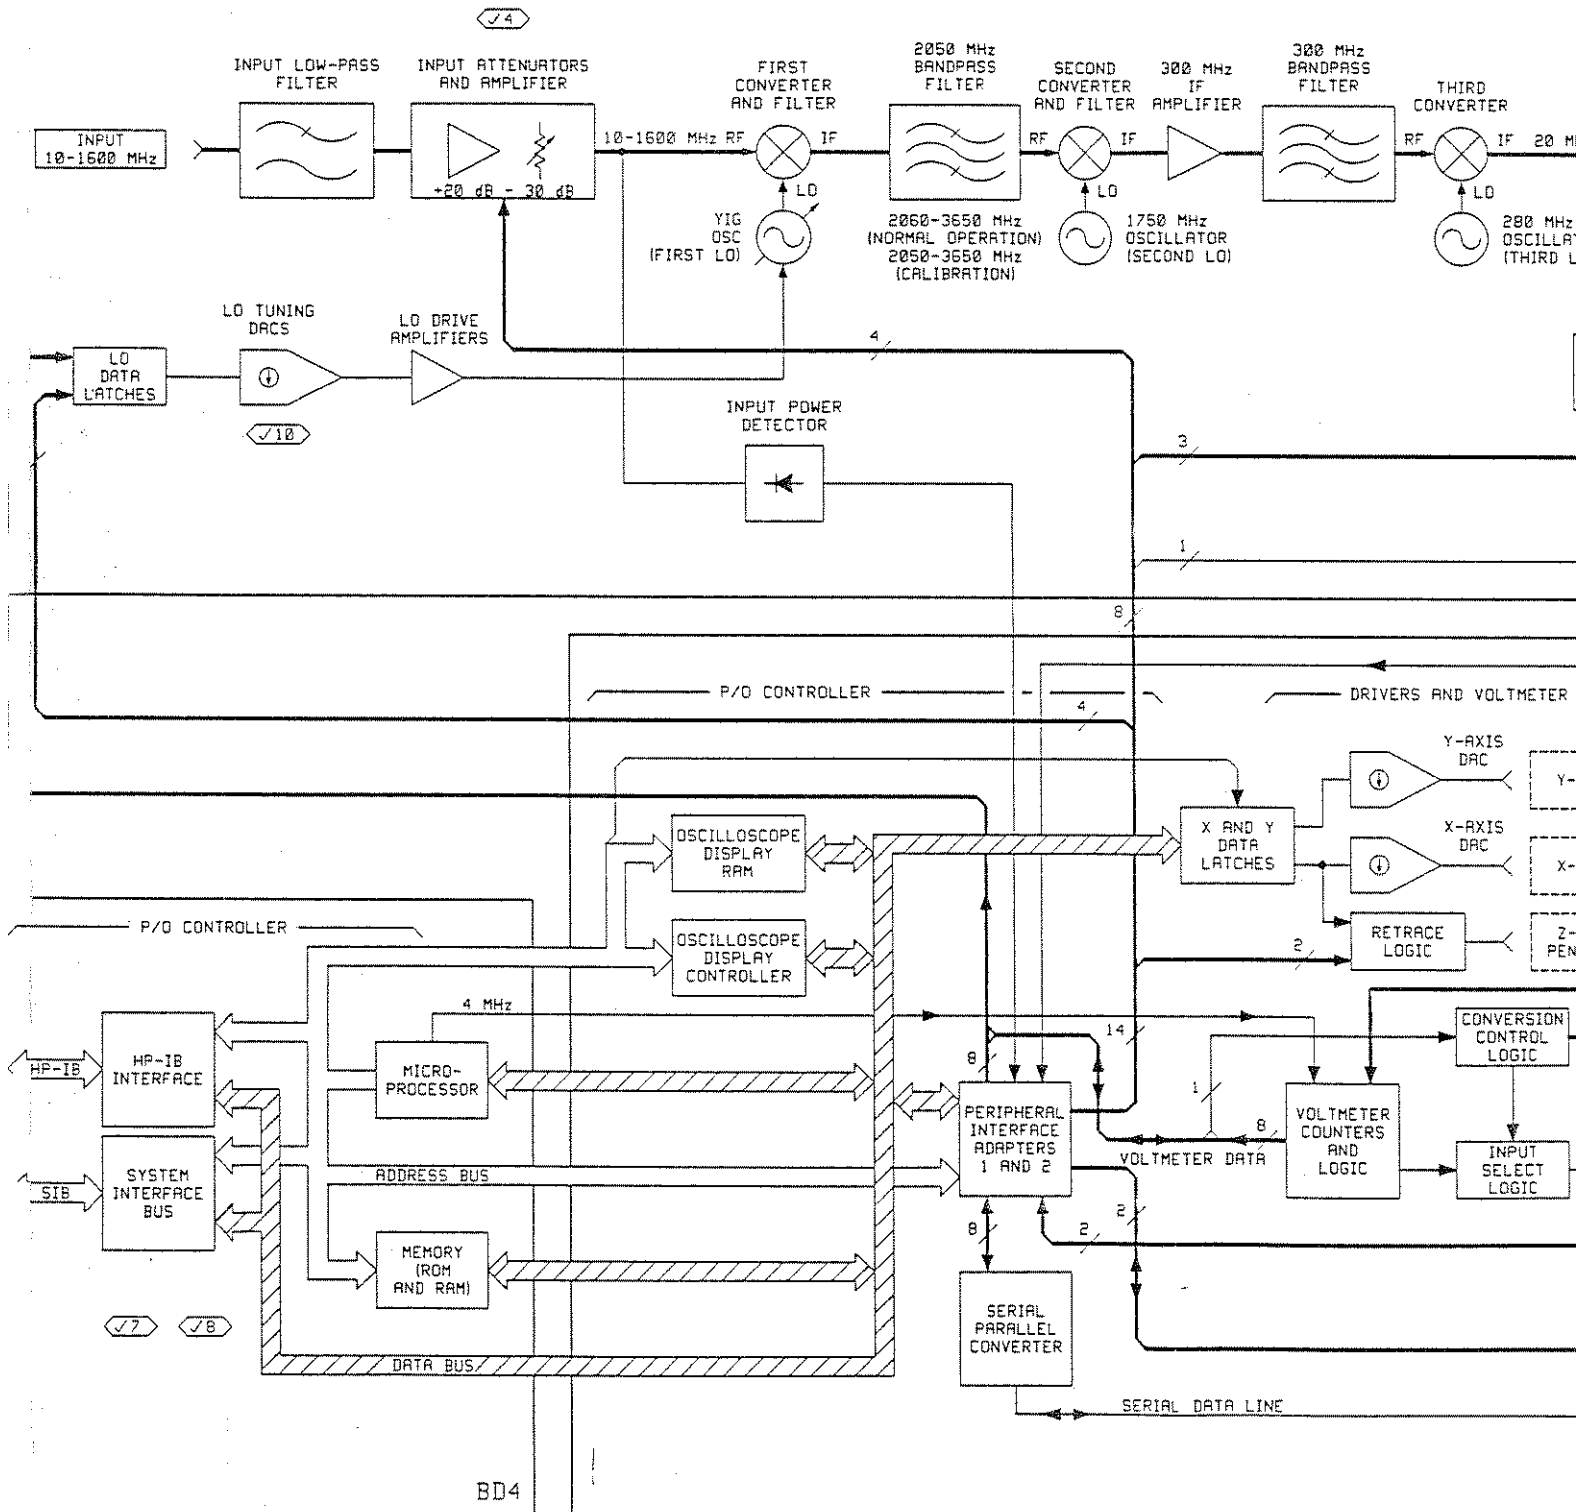 √4
INPUT LOW-PASS
FILTER
INPUT ATTENUATORS
AND AMPLIFIER
FIRST
CONVERTER
AND FILTER
2050 MHz
BANDPASS
FILTER
SECOND
CONVERTER
AND FILTER
300 MHz
IF
AMPLIFIER
300 MHz
BANDPASS
FILTER
THIRD
CONVERTER
INPUT
10-1600 MHz
10-1600 MHz RF
IF
RF
IF
RF
IF
20 M
+20 dB - 30 dB
LO
LO
LO
YIG
OSC
(FIRST LO)
2060-3650 MHz
(NORMAL OPERATION)
2050-3650 MHz
(CALIBRATION)
1750 MHz
OSCILLATOR
(SECOND LO)
280 MHz
OSCILLAT
(THIRD L
LO TUNING
DACS
LO DRIVE
AMPLIFIERS
4
LO
DATA
LATCHES
√10
INPUT POWER
DETECTOR
3
1
8
P/O CONTROLLER
DRIVERS AND VOLTMETER
4
Y-AXIS
DAC
Y-
X AND Y
DATA
LATCHES
X-AXIS
DAC
X-
OSCILLOSCOPE
DISPLAY
RAM
P/O CONTROLLER
OSCILLOSCOPE
DISPLAY
CONTROLLER
RETRACE
LOGIC
2
Z-
PEN
4 MHz
14
CONVERSION
CONTROL
LOGIC
HP-IB
HP-IB
INTERFACE
MICRO-
PROCESSOR
8
PERIPHERAL
INTERFACE
ADAPTERS
1 AND 2
1
8
VOLTMETER DATA
VOLTMETER
COUNTERS
AND
LOGIC
INPUT
SELECT
LOGIC
SIB
SYSTEM
INTERFACE
BUS
ADDRESS BUS
8
2
2
MEMORY
(ROM
AND RAM)
√7
√8
SERIAL
PARALLEL
CONVERTER
DATA BUS
SERIAL DATA LINE
BD4